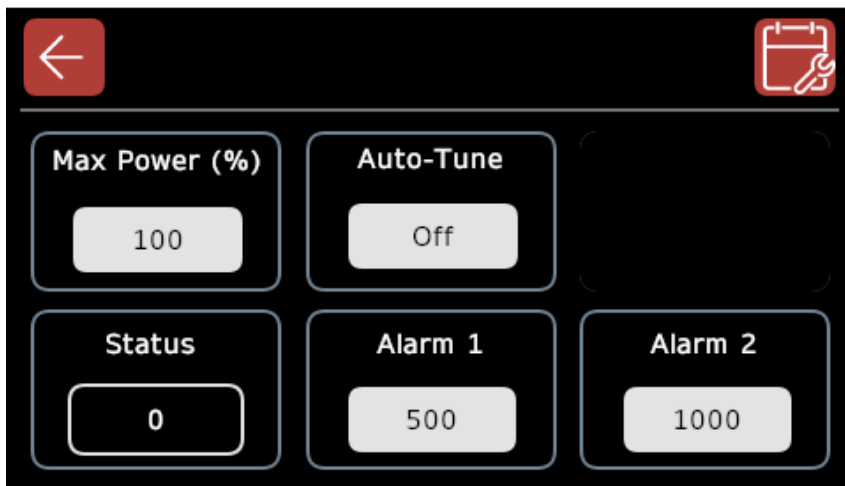 Max Power (%)
Auto-Tune
100
Off
Status
Alarm 1
Alarm 2
0
500
1000